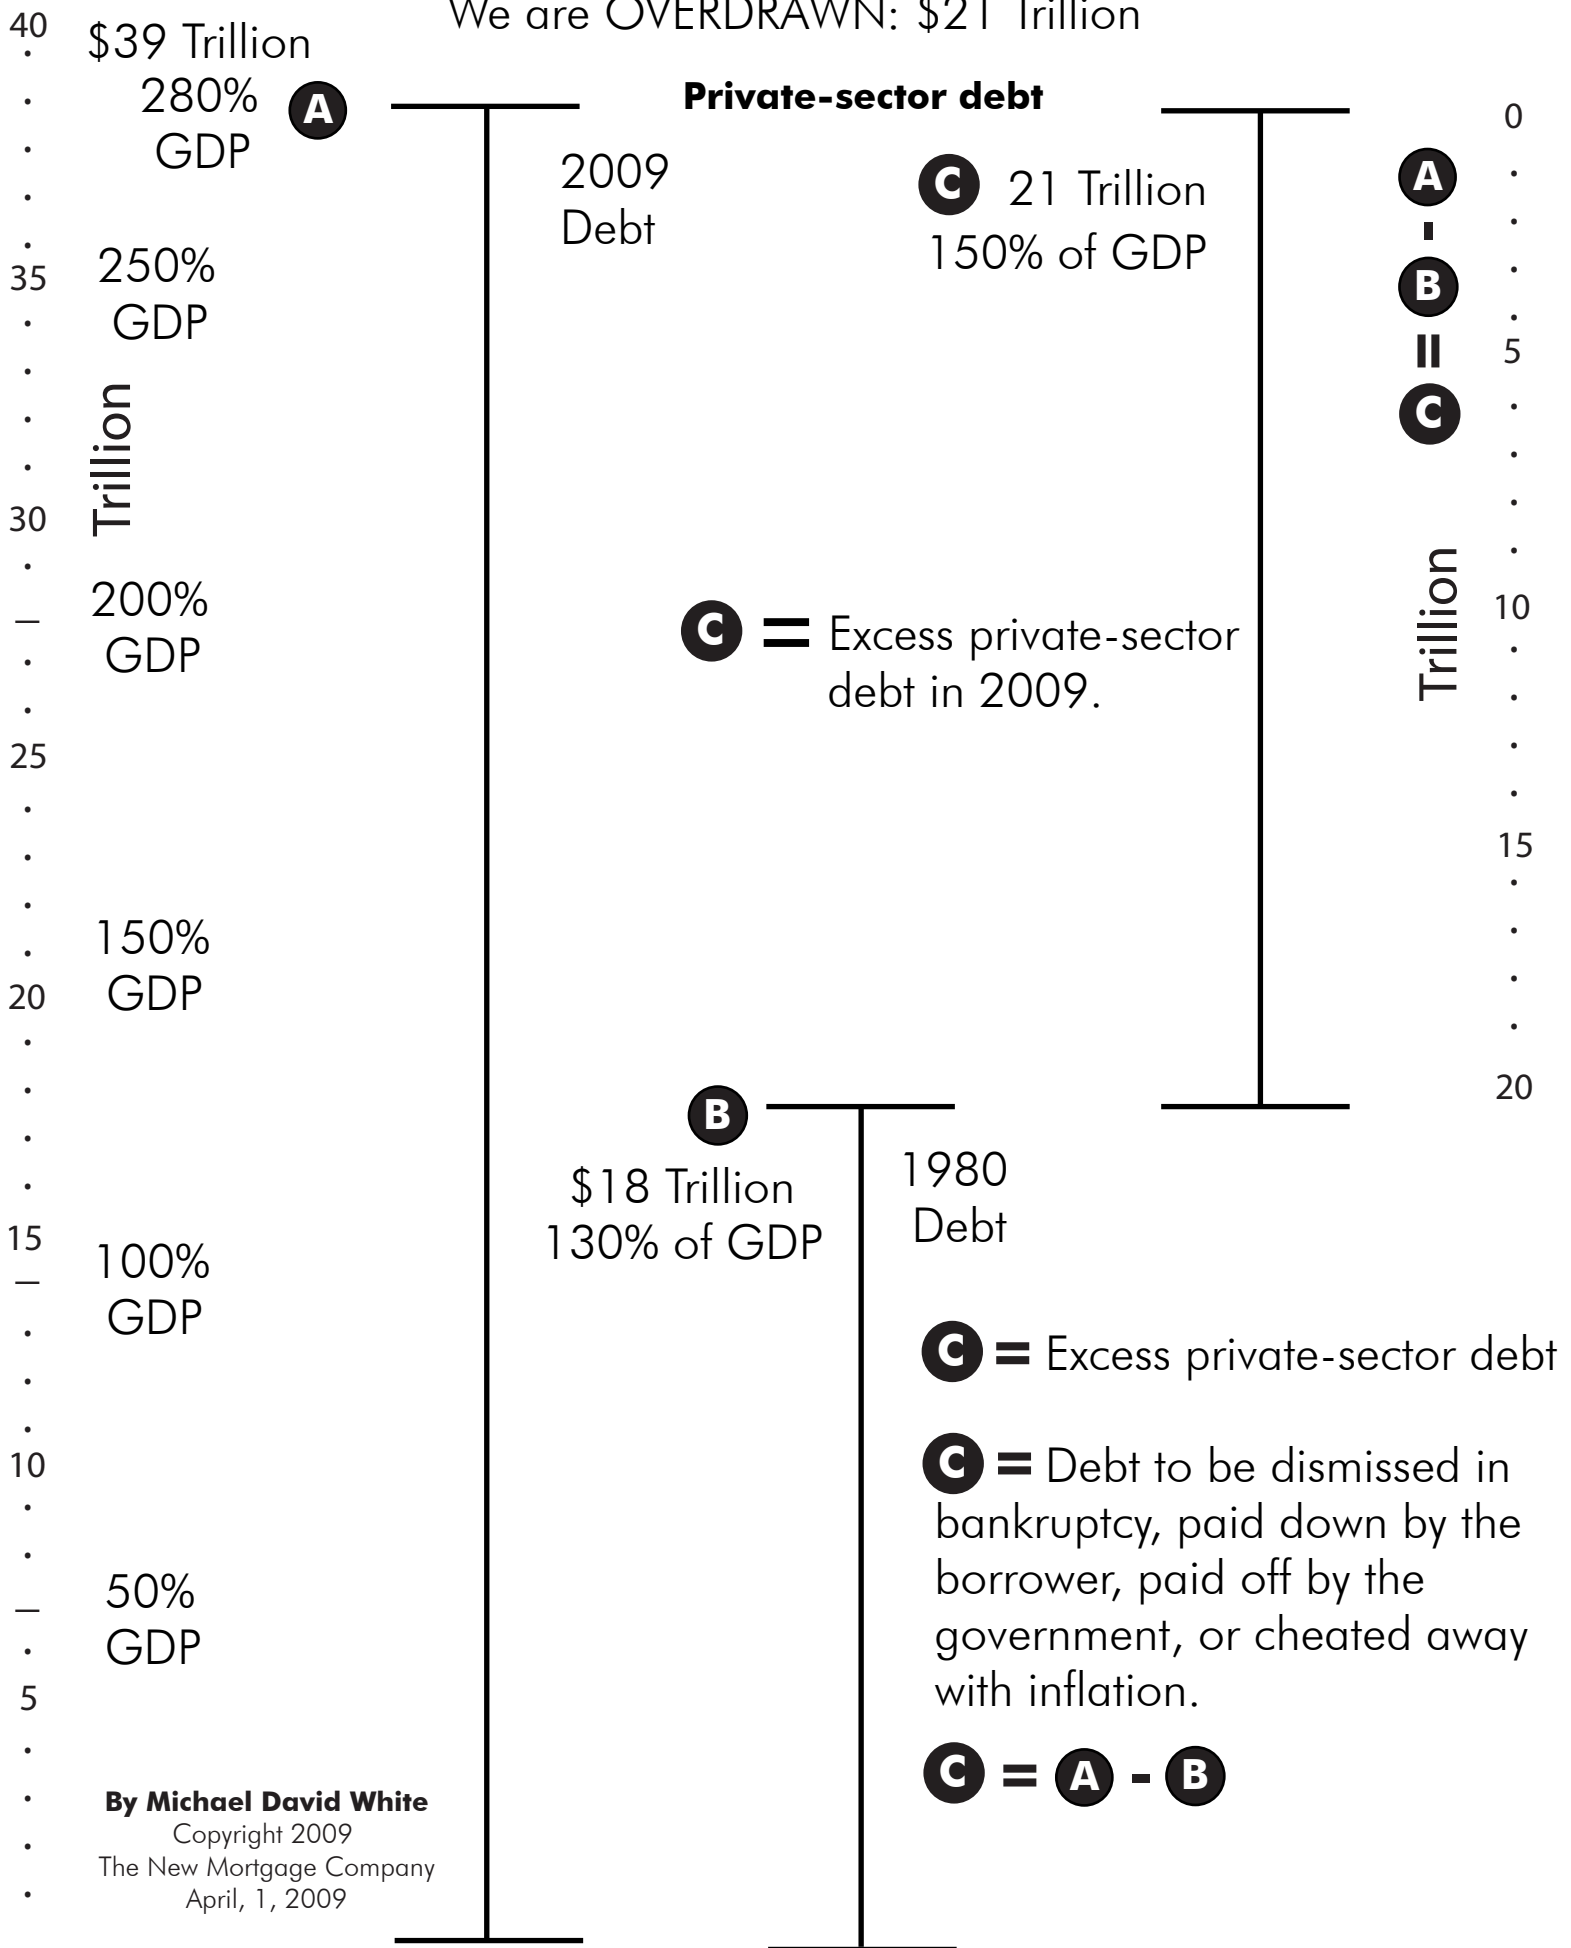 We are OVERDRAWN: $21 Trillion
40
$39 Trillion
280%
GDP
A
Private-sector debt
2009
Debt
C 21 Trillion
150% of GDP
0
A
-
B
=
C
5
35
250%
GDP
Trillion
30
200%
GDP
C = Excess private-sector
debt in 2009.
10
Trillion
25
15
150%
GDP
20
20
B
$18 Trillion
130% of GDP
1980
Debt
15
100%
GDP
C = Excess private-sector debt
10
C = Debt to be dismissed in
bankruptcy, paid down by the
borrower, paid off by the
government, or cheated away
with inflation.
50%
GDP
5
C = A - B
By Michael David White
Copyright 2009
The New Mortgage Company
April, 1, 2009